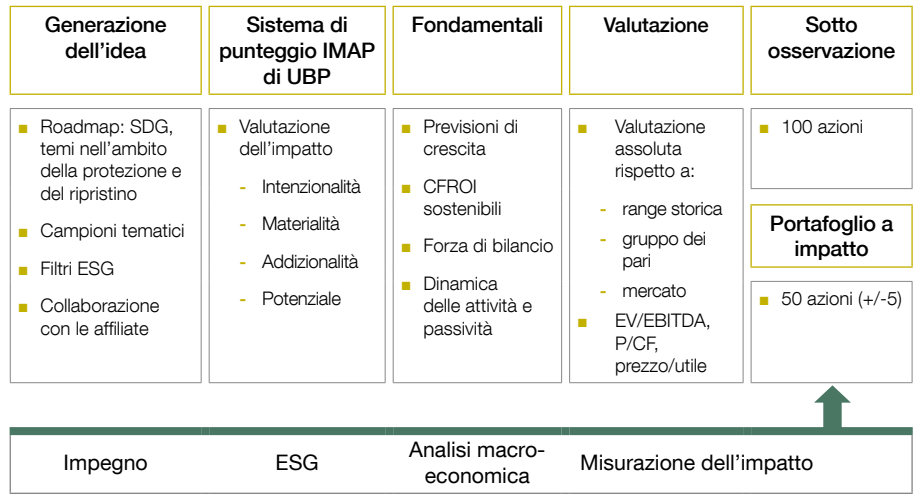 Generazione
dell'idea
Sistema di
punteggio IMAP
di UBP
Fondamentali
Valutazione
Sotto
osservazione
■ Roadmap: SDG,
temi nell'ambito
della protezione e
del ripristino
■ Campioni tematici
■ Filtri ESG
■ Collaborazione
con le affiliate
■ Valutazione
dell'impatto
- Intenzionalità
- Materialità
- Addizionalità
- Potenziale
■ Previsioni di
crescita
■ CFROI
sostenibili
■ Forza di bilancio
■ Dinamica
delle attività e
passività
■ Valutazione
assoluta
rispetto a:
- range storica
- gruppo dei
pari
- mercato
■ EV/EBITDA,
P/CF,
prezzo/utile
■ 100 azioni
Portafoglio a
impatto
■ 50 azioni (+/-5)
Impegno
ESG
Analisi macro-
economica
Misurazione dell'impatto